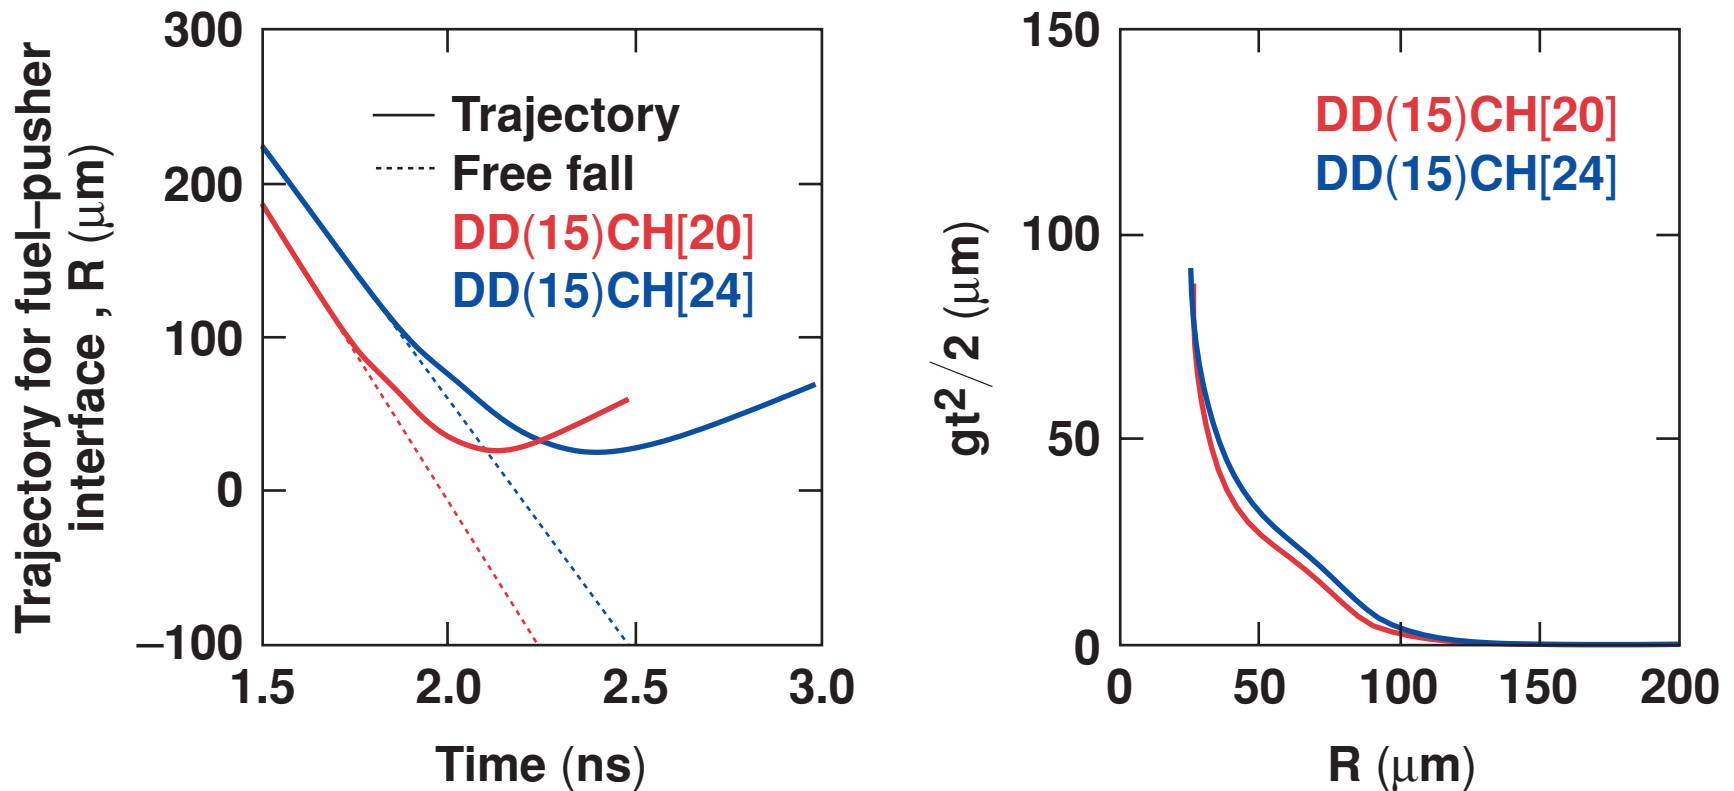 Trajectory for fuel–pusher
interface , R (μm)
300
200
100
0
–100
1.5
2.0
2.5
3.0
Time (ns)
Trajectory
Free fall
DD(15)CH[20]
DD(15)CH[24]
gt²/2 (μm)
150
100
50
0
0
50
100
150
200
R (μm)
DD(15)CH[20]
DD(15)CH[24]